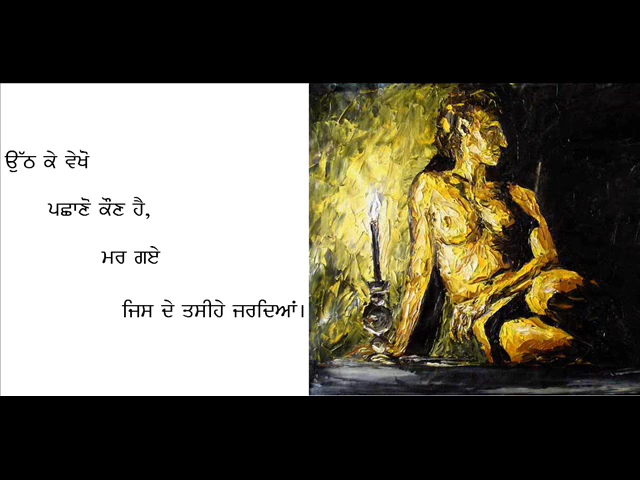 ਉੱਠ ਕੇ ਵੇਖੋ
ਪਛਾਣੋ ਕੌਣ ਹੈ,
ਮਰ ਗਏ
ਜਿਸ ਦੇ ਤਸੀਹੇ ਜਰਦਿਆਂ।